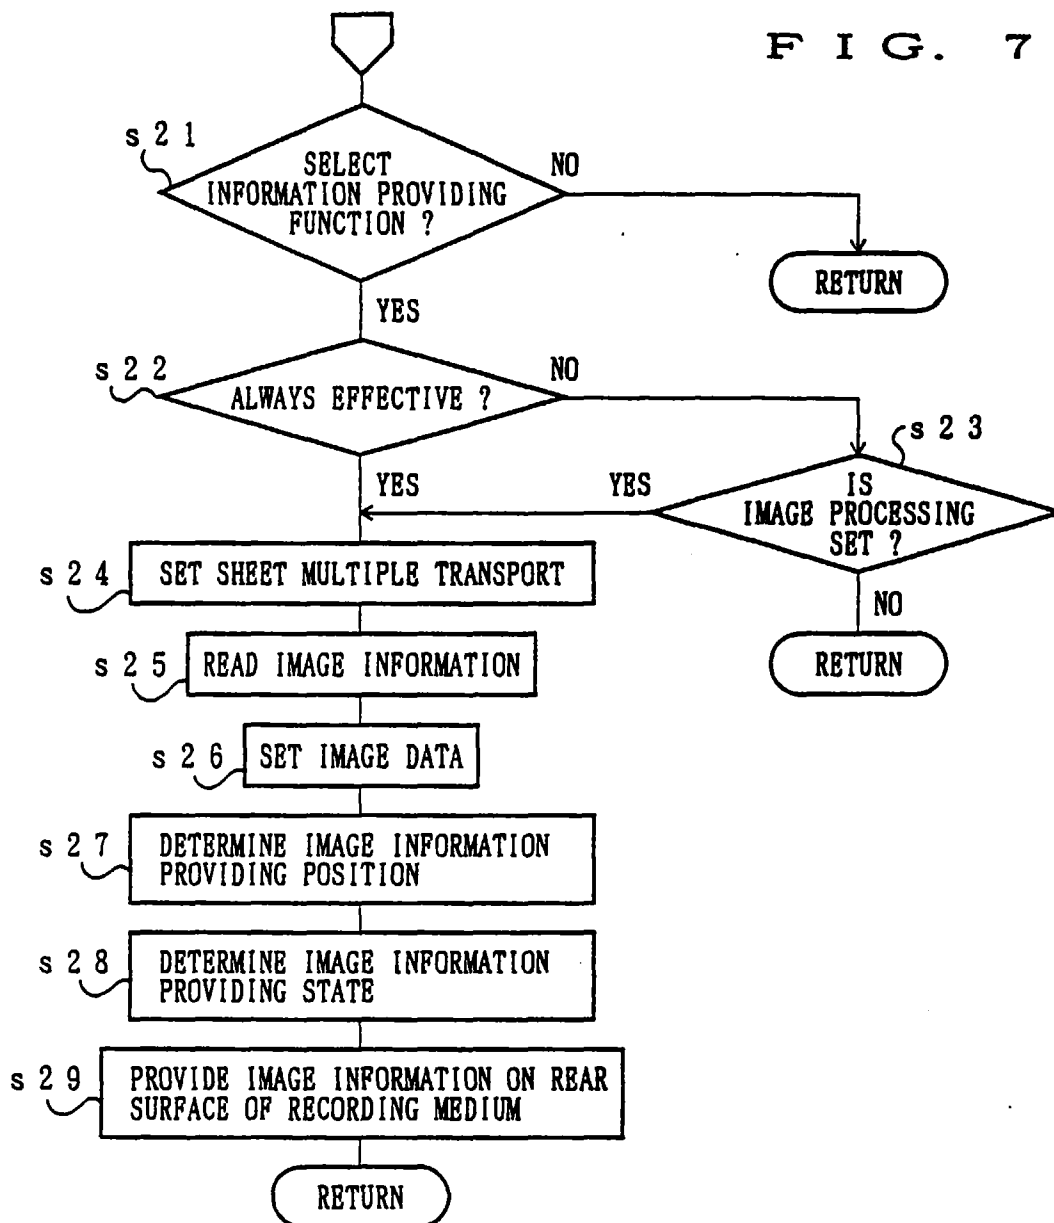 F I G. 7
s 2 1
SELECT
INFORMATION PROVIDING
FUNCTION ?
NO
RETURN
YES
s 2 2
ALWAYS EFFECTIVE ?
NO
s 2 3
YES
YES
IS
IMAGE PROCESSING
SET ?
NO
RETURN
s 2 4
SET SHEET MULTIPLE TRANSPORT
s 2 5
READ IMAGE INFORMATION
s 2 6
SET IMAGE DATA
s 2 7
DETERMINE IMAGE INFORMATION
PROVIDING POSITION
s 2 8
DETERMINE IMAGE INFORMATION
PROVIDING STATE
s 2 9
PROVIDE IMAGE INFORMATION ON REAR
SURFACE OF RECORDING MEDIUM
RETURN